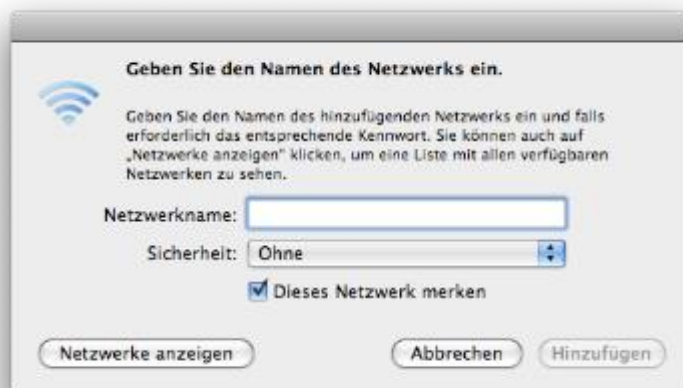 Geben Sie den Namen des Netzwerks ein.
Geben Sie den Namen des hinzufügenden Netzwerks ein und falls
erforderlich das entsprechende Kennwort. Sie können auch auf
„Netzwerke anzeigen" klicken, um eine Liste mit allen verfügbaren
Netzwerken zu sehen.
Netzwerkname:
Sicherheit: Ohne
Dieses Netzwerk merken
Netzwerke anzeigen Abbrechen Hinzufügen